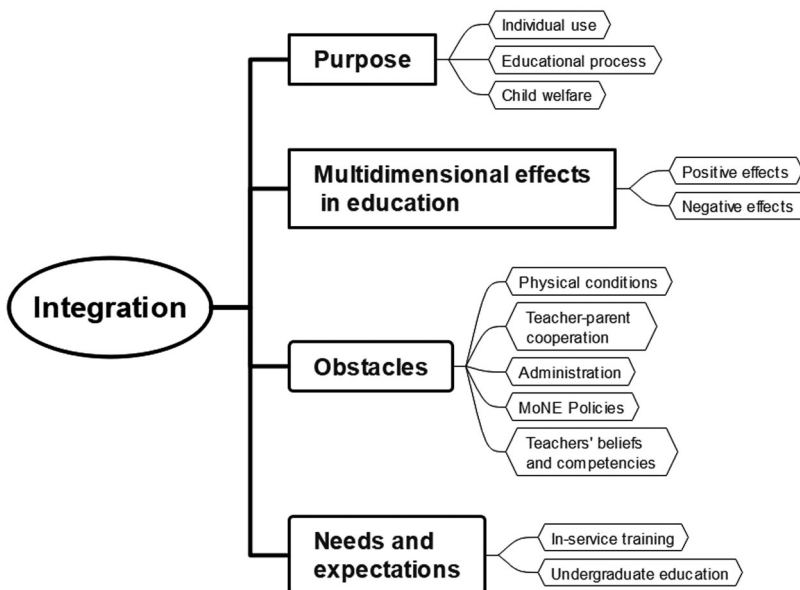 Integration
Purpose
Individual use
Educational process
Child welfare
Multidimensional effects
in education
Positive effects
Negative effects
Obstacles
Physical conditions
Teacher-parent
cooperation
Administration
MoNE Policies
Teachers' beliefs
and competencies
Needs and
expectations
In-service training
Undergraduate education